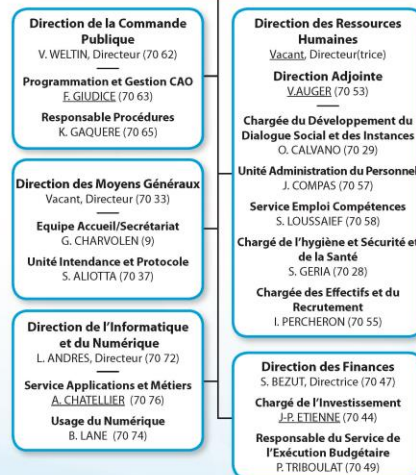 Direction de la Commande
Publique
V. WELTIN, Directeur (70 62)
Programmation et Gestion CAO
F. GIUDICE (70 63)
Responsable Procédures
K. GAQUERE (70 65)
Direction des Moyens Généraux
Vacant, Directeur (70 33)
Equipe Accueil/Secrétariat
G. CHARVOLEN (9)
Unité Intendance et Protocole
S. ALIOTTA (70 37)
Direction de l'Informatique
et du Numérique
L. ANDRES, Directeur (70 72)
Service Applications et Métiers
A. CHATELLIER (70 76)
Usage du Numérique
B. LANE (70 74)
Direction des Ressources
Humaines
Vacant, Directeur(trice)
Direction Adjointe
V.AUGER (70 53)
Chargée du Développement du
Dialogue Social et des Instances
O. CALVANO (70 29)
Unité Administration du Personnel
J. COMPAS (70 57)
Service Emploi Compétences
S. LOUSSAIEF (70 58)
Chargé de l'hygiène et Sécurité et
de la Santé
S. GERIA (70 28)
Chargée des Effectifs et du
Recrutement
I. PERCHERON (70 55)
Direction des Finances
S. BEZUT, Directrice (70 47)
Chargé de l'Investissement
J-P. ETIENNE (70 44)
Responsable du Service de
l'Exécution Budgétaire
P. TRIBOULAT (70 49)